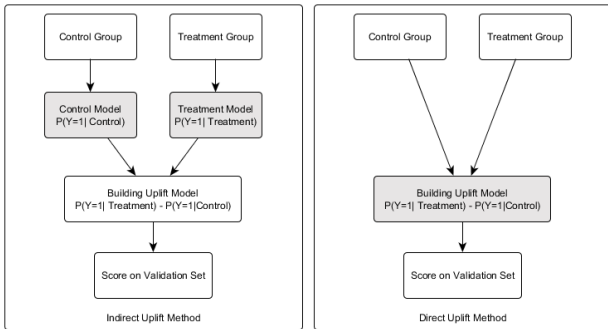 Control Group
Treatment Group
Control Model
P(Y=1| Control)
Treatment Model
P(Y=1| Treatment)
Building Uplift Model
P(Y=1| Treatment) - P(Y=1|Control)
Score on Validation Set
Indirect Uplift Method
Control Group
Treatment Group
Building Uplift Model
P(Y=1| Treatment) - P(Y=1|Control)
Score on Validation Set
Direct Uplift Method